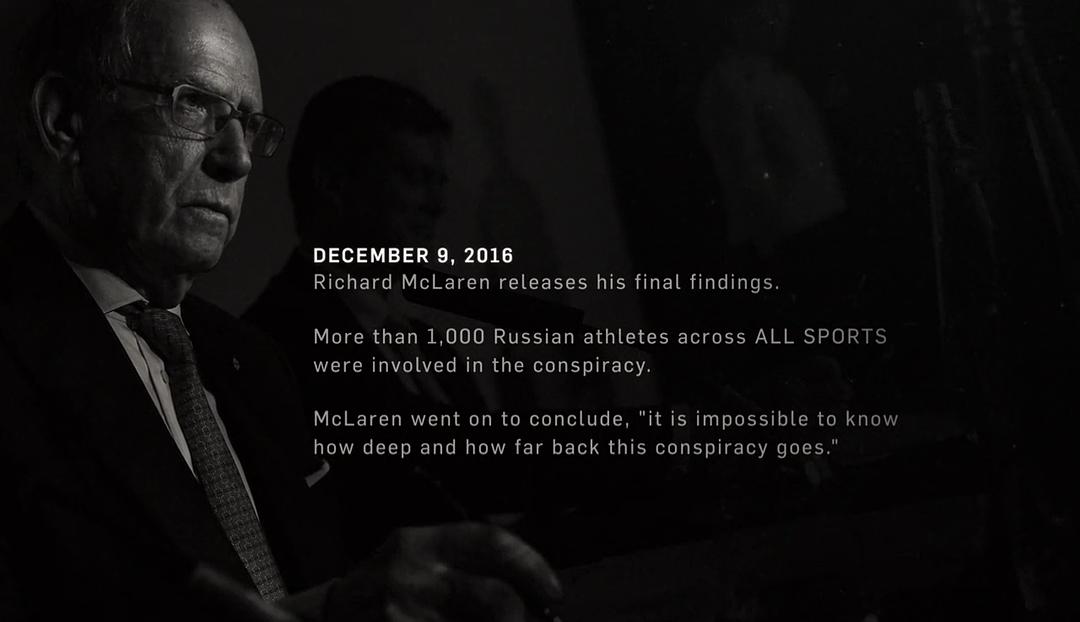 DECEMBER 9, 2016
Richard McLaren releases his final findings.
More than 1,000 Russian athletes across ALL SPORTS
were involved in the conspiracy.
McLaren went on to conclude, "it is impossible to know
how deep and how far back this conspiracy goes."